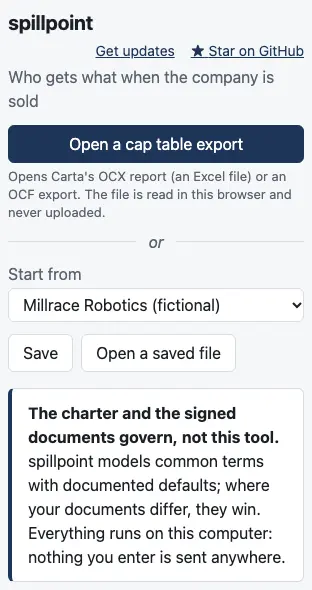 spillpoint
Get updates ★ Star on GitHub
Who gets what when the company is
sold
Open a cap table export
Opens Carta's OCX report (an Excel file) or an
OCF export. The file is read in this browser and
never uploaded.
or
Start from
Millrace Robotics (fictional)
Save Open a saved file
The charter and the signed
documents govern, not this tool.
spillpoint models common terms
with documented defaults; where
your documents differ, they win.
Everything runs on this computer:
nothing you enter is sent anywhere.